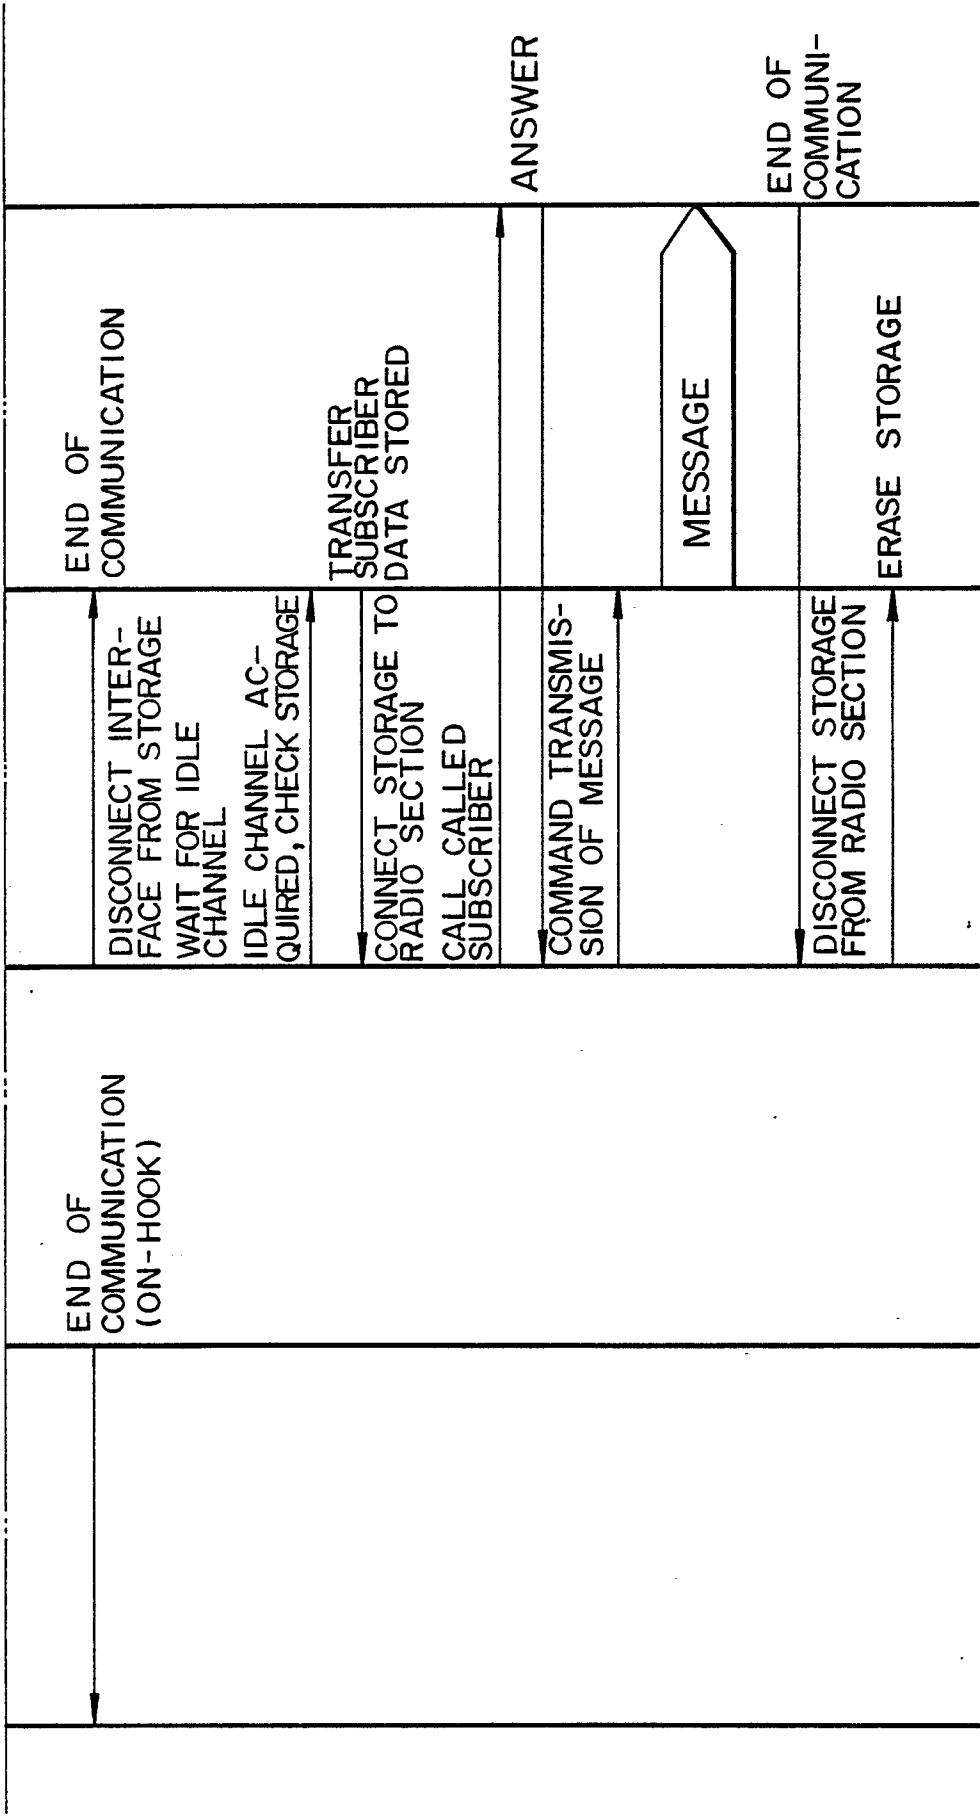 END OF
COMMUNICATION
(ON-HOOK)
DISCONNECT INTER-
FACE FROM STORAGE
WAIT FOR IDLE
CHANNEL
IDLE CHANNEL AC-
QUIRED, CHECK STORAGE
CONNECT STORAGE TO
RADIO SECTION
CALL CALLED
SUBSCRIBER
COMMAND TRANSMIS-
SION OF MESSAGE
DISCONNECT STORAGE
FROM RADIO SECTION
END OF
COMMUNICATION
TRANSFER
SUBSCRIBER
DATA STORED
MESSAGE
ERASE STORAGE
ANSWER
END OF
COMMUNI-
CATION